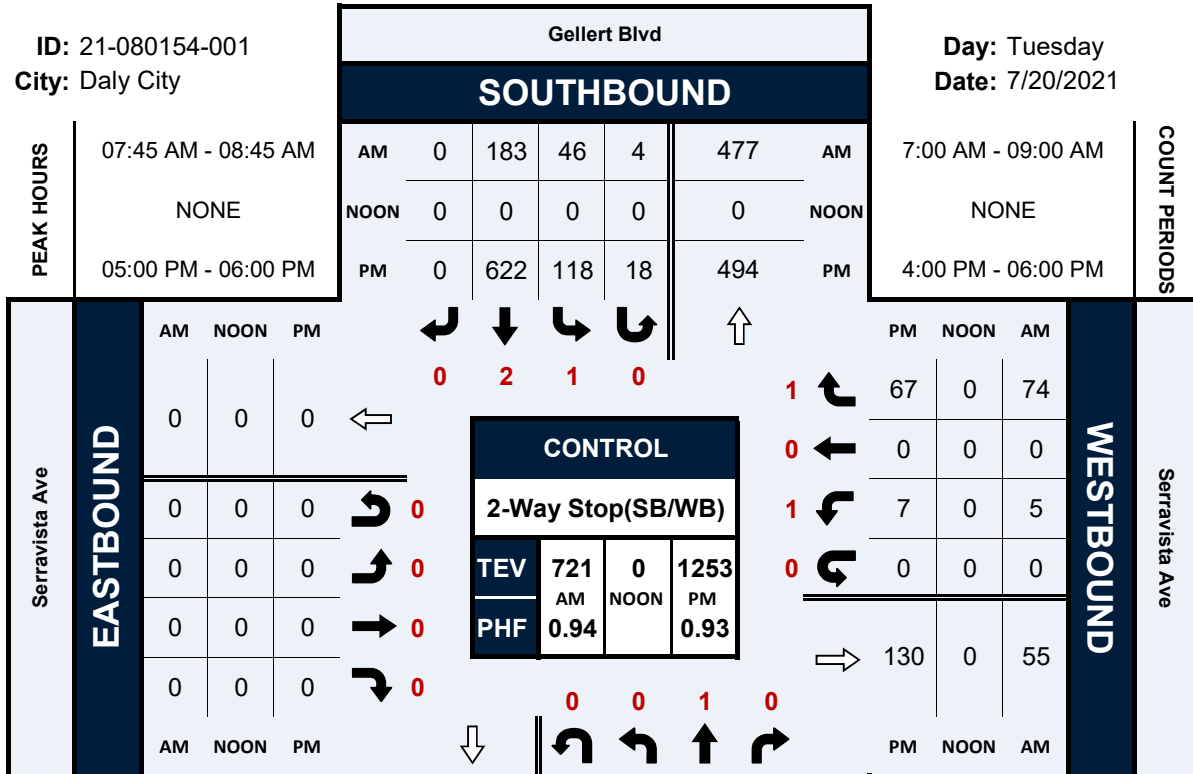 ID: 21-080154-001
City: Daly City
Gellert Blvd
SOUTHBOUND
Day: Tuesday
Date: 7/20/2021
PEAK HOURS
07:45 AM - 08:45 AM
NONE
05:00 PM - 06:00 PM
AM 0 183 46 4 477 AM
NOON 0 0 0 0 0 NOON
PM 0 622 118 18 494 PM
7:00 AM - 09:00 AM
NONE
4:00 PM - 06:00 PM
COUNT PERIODS
0 2 1 0
Serravista Ave
EASTBOUND
AM NOON PM
0 0 0
0 0 0 0
0 0 0 0
0 0 0 0
0 0 0 0
AM NOON PM
CONTROL
2-Way Stop(SB/WB)
TEV 721 0 1253
AM NOON PM
PHF 0.94 0.93
PM NOON AM
1 67 0 74
0 0 0 0
1 7 0 5
0 0 0 0
130 0 55
PM NOON AM
WESTBOUND
Serravista Ave
0 0 1 0